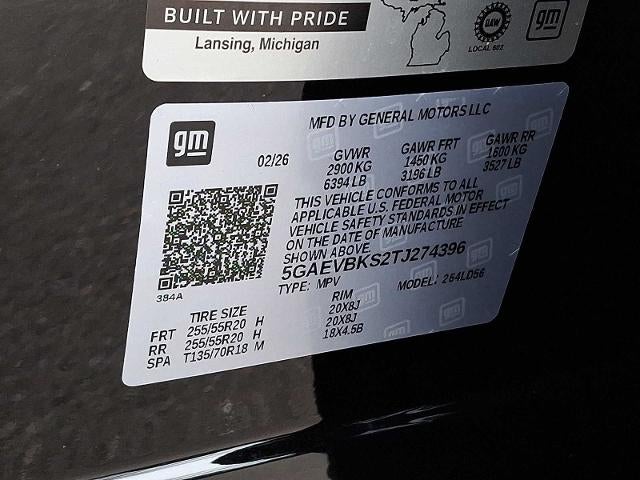 BUILT WITH PRIDE
Lansing, Michigan
UAW
LOCAL 602
gm
gm
MFD BY GENERAL MOTORS LLC
02/26
GVWR GAWR FRT GAWR RR
2900 KG 1450 KG 1600 KG
6394 LB 3196 LB 3527 LB
THIS VEHICLE CONFORMS TO ALL
APPLICABLE U.S. FEDERAL MOTOR
VEHICLE SAFETY STANDARDS IN EFFECT
ON THE DATE OF MANUFACTURE
SHOWN ABOVE.
5GAEVBKS2TJ274396
TYPE: MPV MODEL: 264LD56
384A
TIRE SIZE RIM
FRT 255/55R20 H 20X8J
RR 255/55R20 H 20X8J
SPA T135/70R18 M 18X4.5B